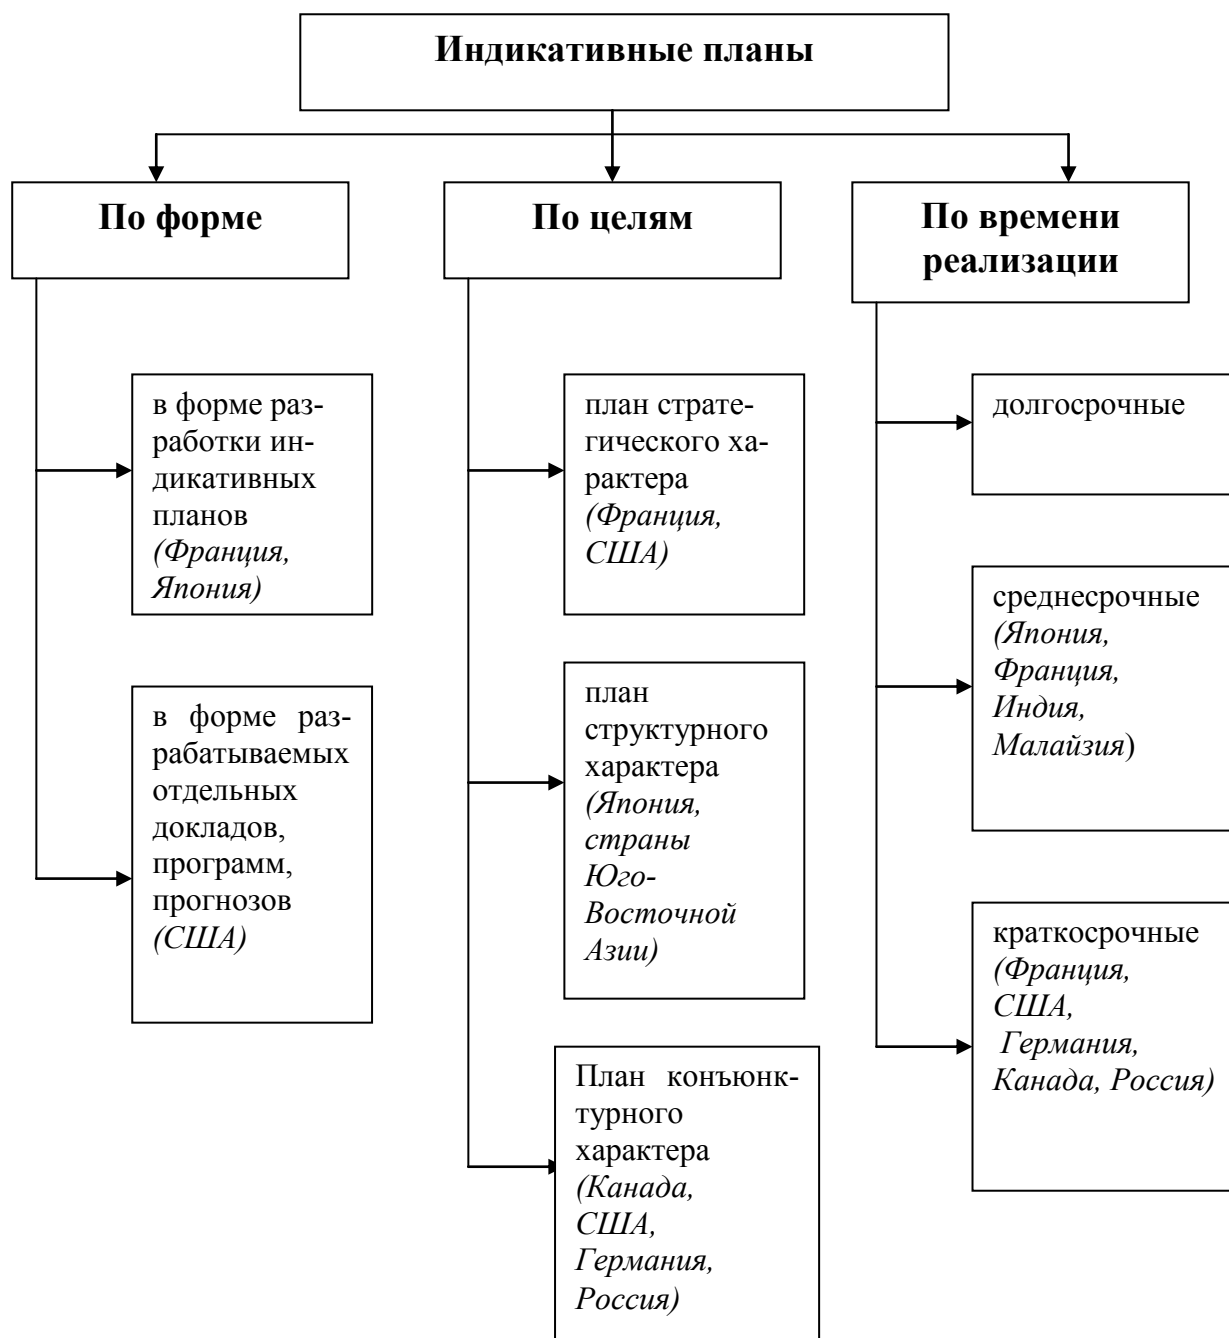 Индикативные планы
По форме
в форме раз-
работки ин-
дикативных
планов
(Франция,
Япония)
в форме раз-
рабатываемых
отдельных
докладов,
программ,
прогнозов
(США)
По целям
план страте-
гического ха-
рактера
(Франция,
США)
план
структурного
характера
(Япония,
страны
Юго-
Восточной
Азии)
План конъюнк-
турного
характера
(Канада,
США,
Германия,
Россия)
По времени
реализации
долгосрочные
среднесрочные
(Япония,
Франция,
Индия,
Малайзия)
краткосрочные
(Франция,
США,
Германия,
Канада, Россия)